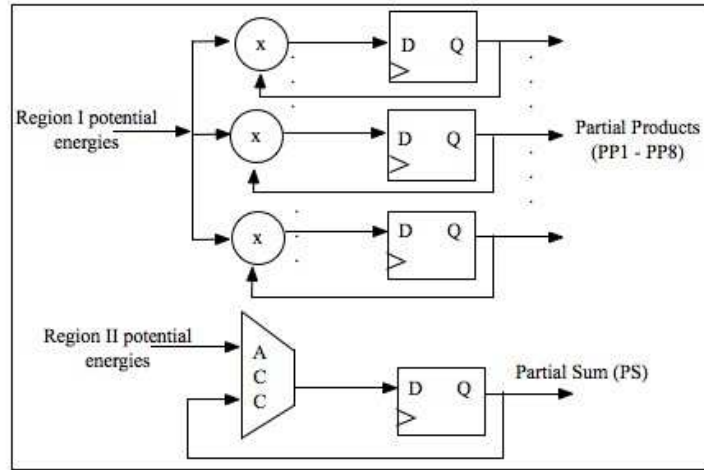 x
D Q
Region I potential
energies
x
D Q
Partial Products
(PP1 - PP8)
x
D Q
Region II potential
energies
A
C
C
D Q
Partial Sum (PS)